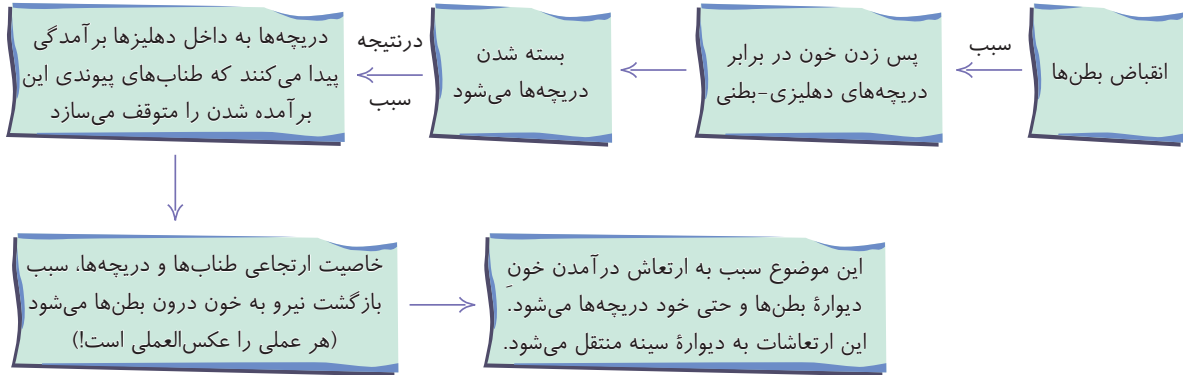 انقباض بطن‌ها
سبب
پس زدن خون در برابر
دریچه‌های دهلیزی-بطنی
بسته شدن
دریچه‌ها می‌شود
درنتیجه
سبب
دریچه‌ها به داخل دهلیزها برآمدگی
پیدا می‌کنند که طناب‌های پیوندی این
برآمده شدن را متوقف می‌سازد
خاصیت ارتجاعی طناب‌ها و دریچه‌ها، سبب
بازگشت نیرو به خون درون بطن‌ها می‌شود
(هر عملی را عکس‌العملی است!)
این موضوع سبب به ارتعاش درآمدن خونِ
دیوارهٔ بطن‌ها و حتی خود دریچه‌ها می‌شود.
این ارتعاشات به دیوارهٔ سینه منتقل می‌شود.